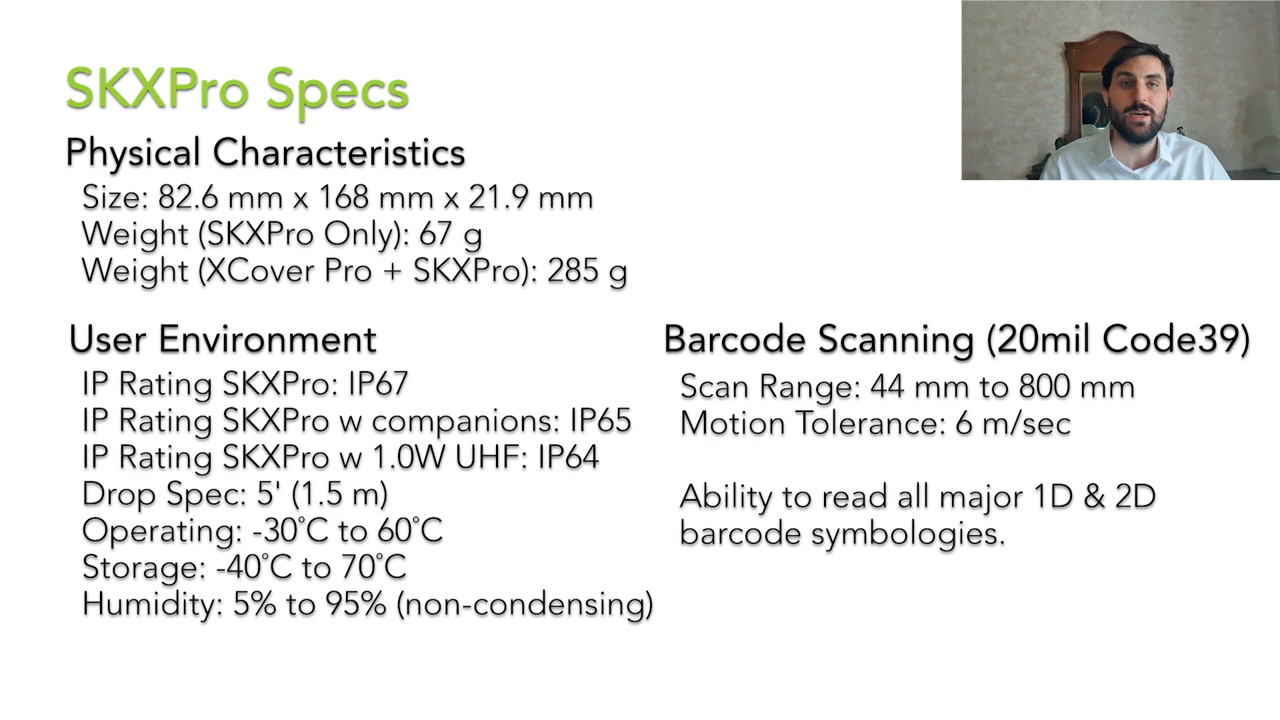 SKXPro Specs
Physical Characteristics
Size: 82.6 mm x 168 mm x 21.9 mm
Weight (SKXPro Only): 67 g
Weight (XCover Pro + SKXPro): 285 g
User Environment
IP Rating SKXPro: IP67
IP Rating SKXPro w companions: IP65
IP Rating SKXPro w 1.0W UHF: IP64
Drop Spec: 5' (1.5 m)
Operating: -30°C to 60°C
Storage: -40°C to 70°C
Humidity: 5% to 95% (non-condensing)
Barcode Scanning (20mil Code39)
Scan Range: 44 mm to 800 mm
Motion Tolerance: 6 m/sec
Ability to read all major 1D & 2D
barcode symbologies.